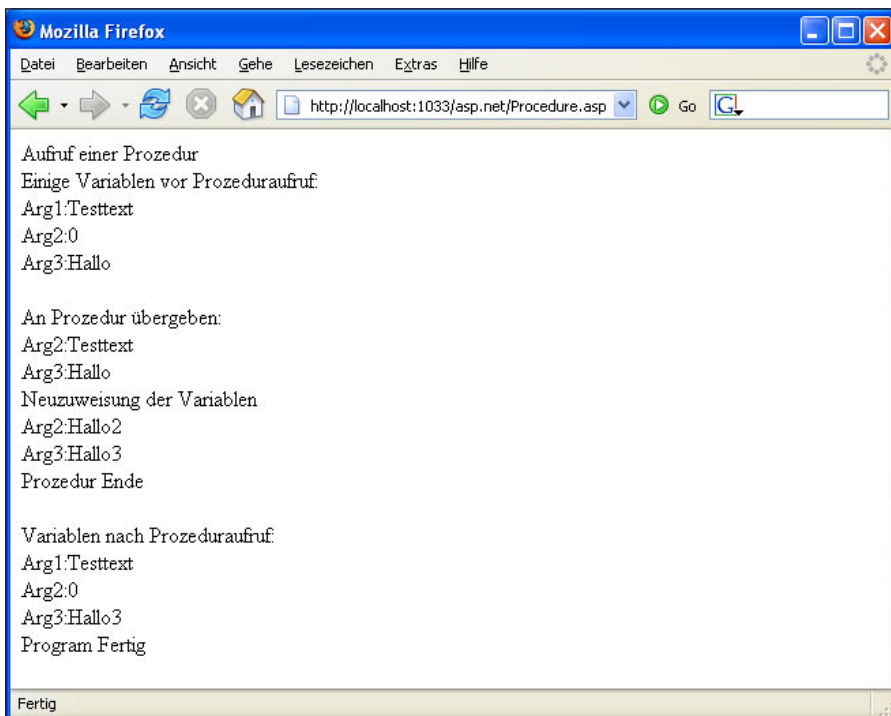 Mozilla Firefox
Datei Bearbeiten Ansicht Gehe Lesezeichen Extras Hilfe
http://localhost:1033/asp.net/Procedure.asp Go G
Aufruf einer Prozedur
Einige Variablen vor Prozeduraufruf:
Arg1:Testtext
Arg2:0
Arg3:Hallo
An Prozedur übergeben:
Arg2:Testtext
Arg3:Hallo
Neuzuweisung der Variablen
Arg2:Hallo2
Arg3:Hallo3
Prozedur Ende
Variablen nach Prozeduraufruf:
Arg1:Testtext
Arg2:0
Arg3:Hallo3
Program Fertig
Fertig